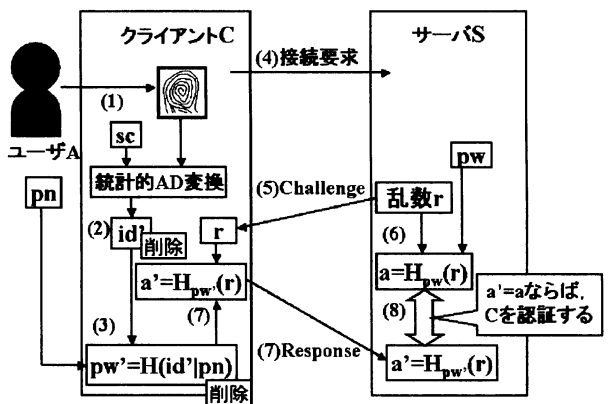 クライアントC
サーバS
(4)接続要求
(1)
ユーザA
sc
pn
統計的AD変換
pw
(5)Challenge
乱数r
(2)
id'
削除
r
(6)
a'=Hpw'(r)
a=Hpw(r)
(3)
(7)
(8)
a'=aならば,
Cを認証する
pw'=H(id'|pn)
削除
(7)Response
a'=Hpw'(r)